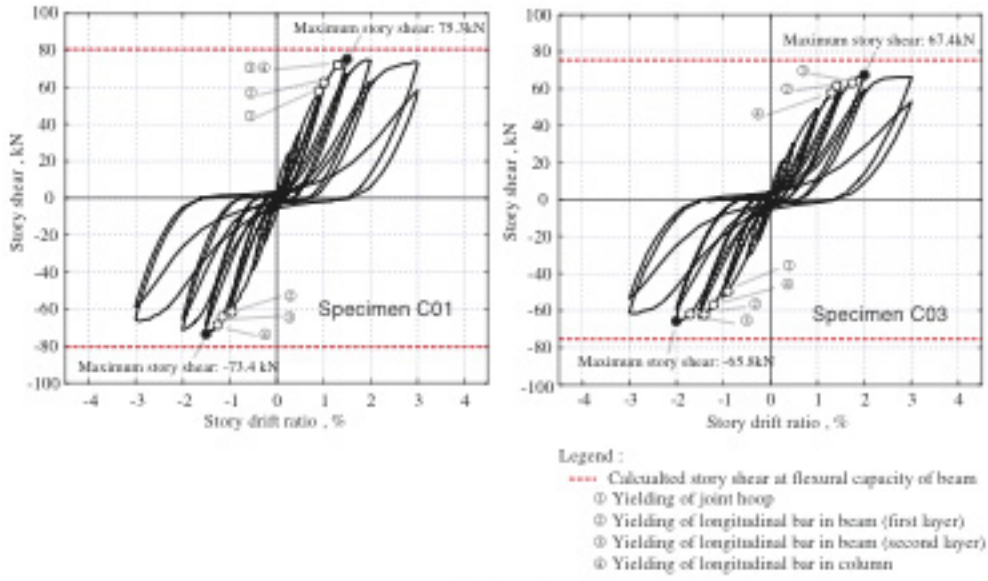 100
80
60
40
20
0
-20
-40
-60
-80
-100
-4 -3 -2 -1 0 1 2 3 4
Story shear , kN
Story drift ratio , %
Maximum story shear: 75.3kN
Specimen C01
Maximum story shear: -73.4 kN
100
80
60
40
20
0
-20
-40
-60
-80
-100
-4 -3 -2 -1 0 1 2 3 4
Story shear , kN
Story drift ratio , %
Maximum story shear: 67.4kN
Specimen C03
Maximum story shear: -65.8kN
Legend :
Calcualted story shear at flexural capacity of beam
① Yielding of joint hoop
② Yielding of longitudinal bar in beam (first layer)
③ Yielding of longitudinal bar in beam (second layer)
④ Yielding of longitudinal bar in column